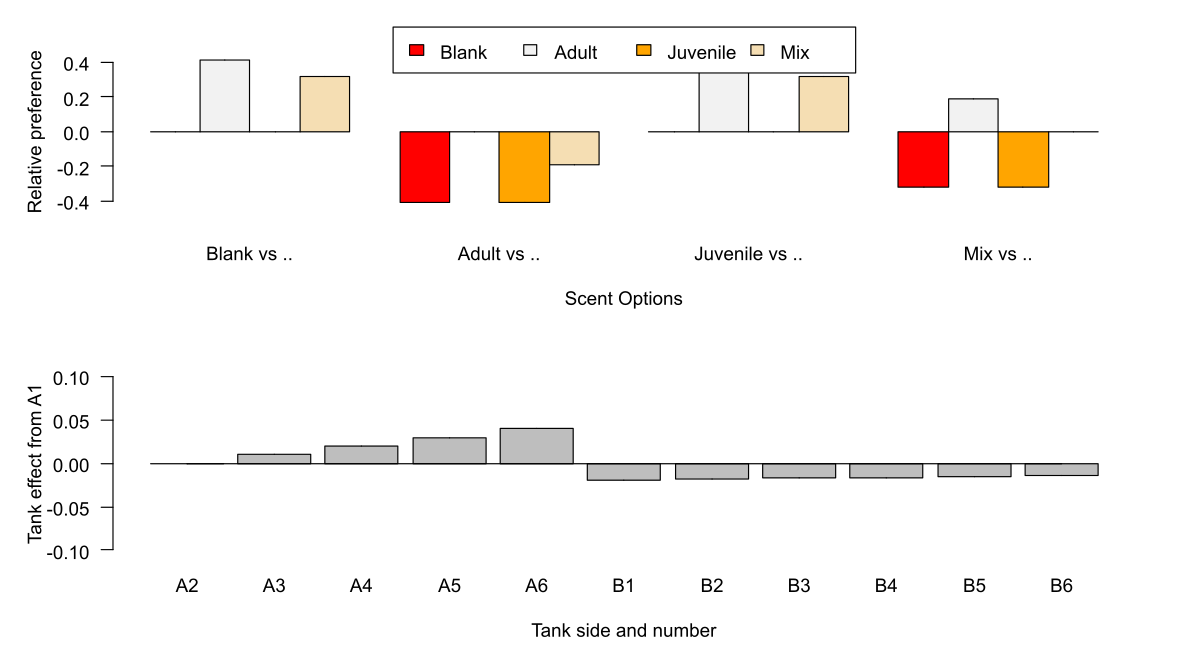 Relative preference
0.4
0.2
0.0
-0.2
-0.4
Blank Adult Juvenile Mix
Blank vs .. Adult vs .. Juvenile vs .. Mix vs ..
Scent Options
Tank effect from A1
0.10
0.05
0.00
-0.05
-0.10
A2 A3 A4 A5 A6 B1 B2 B3 B4 B5 B6
Tank side and number